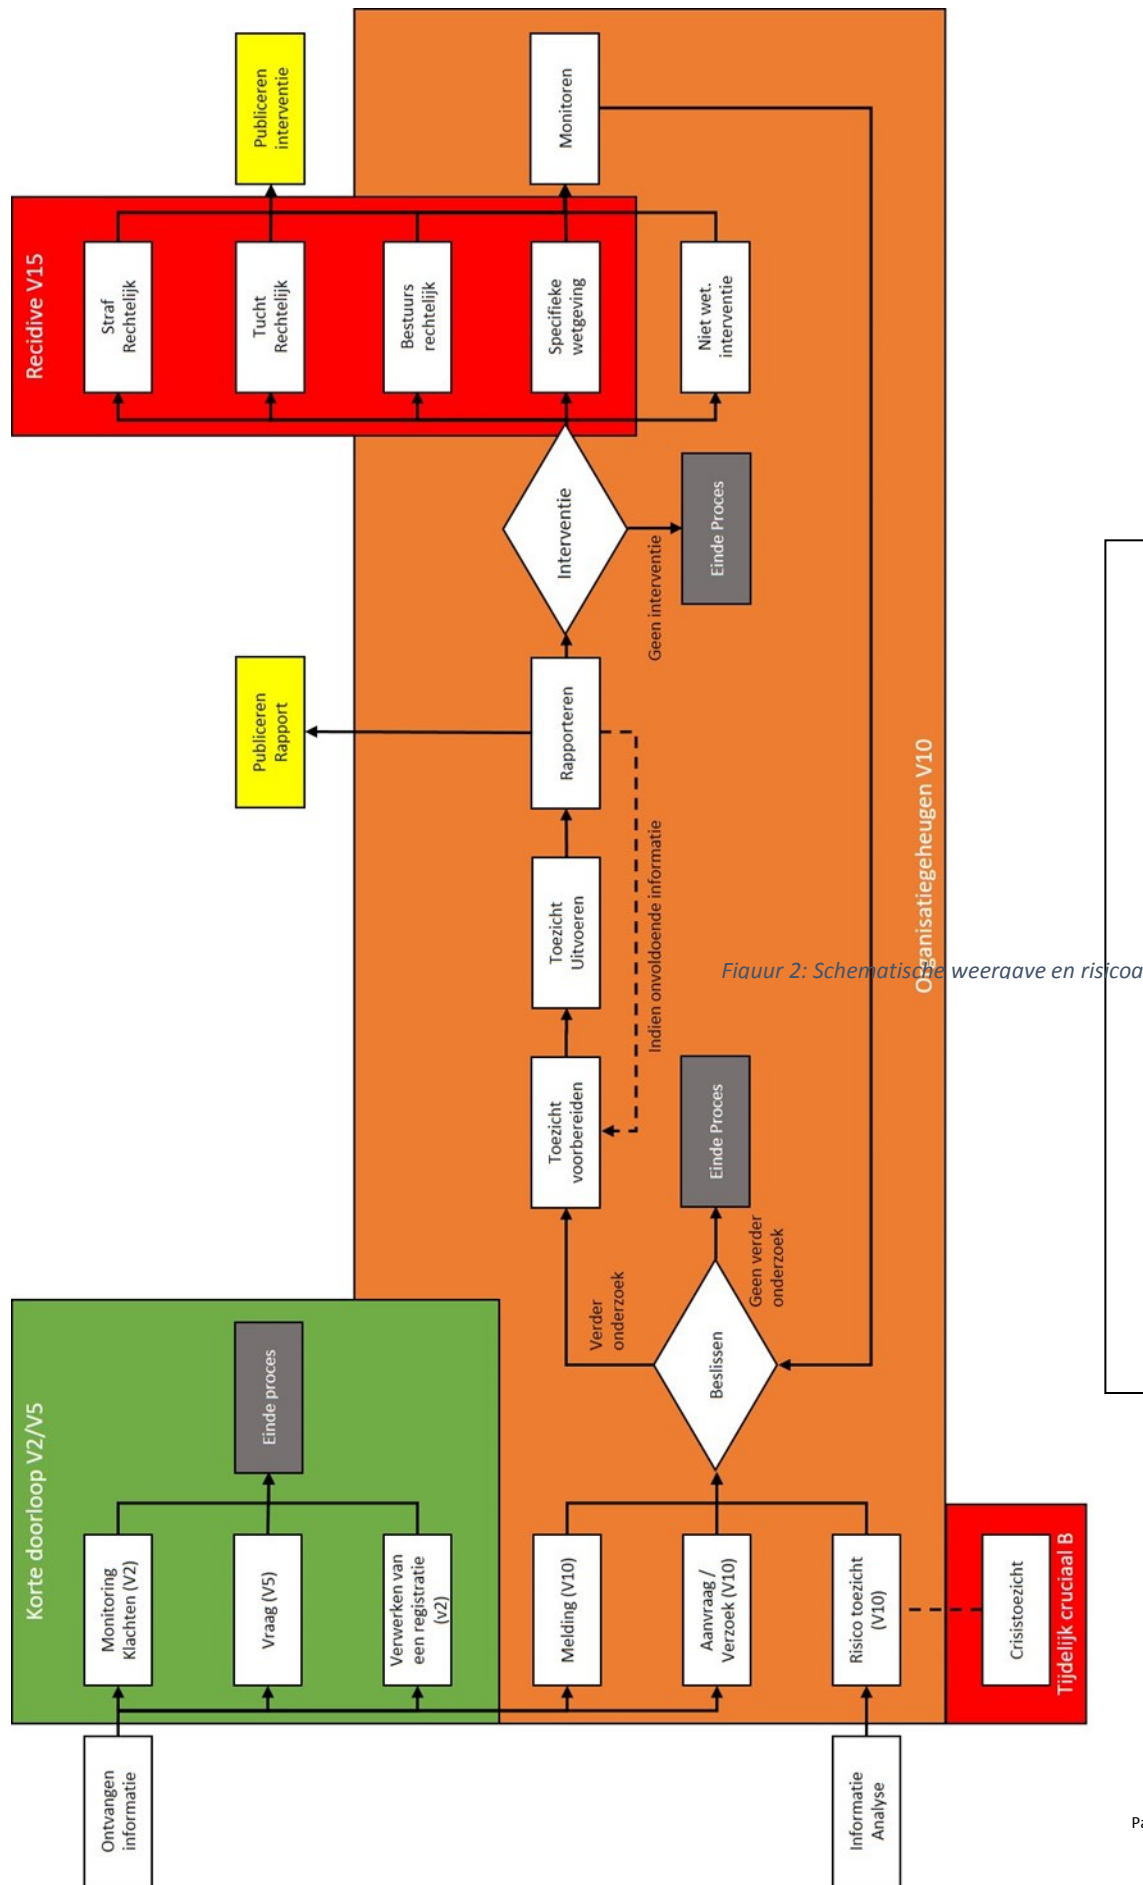 Ontvangen
informatie
Informatie
Analyse
Korte doorloop V2/V5
Monitoring
Klachten (V2)
Vraag (V5)
Verwerken van
een registratie
(v2)
Einde proces
Melding (V10)
Aanvraag /
Verzoek (V10)
Risico toezicht
(V10)
Crisistoezicht
Tijdelijk cruciaal B
Beslissen
Verder
onderzoek
Geen verder
onderzoek
Einde Proces
Toezicht
voorbereiden
Toezicht
Uitvoeren
Rapporteren
Indien onvoldoende informatie
Publiceren
Rapport
Interventie
Geen interventie
Einde Proces
Recidive V15
Straf
Rechtelijk
Tucht
Rechtelijk
Bestuurs
rechtelijk
Specifieke
wetgeving
Niet wet.
interventie
Publiceren
interventie
Monitoren
Organisatiegeheugen V10
Figuur 2: Schematische weergave en risicoa
Pa